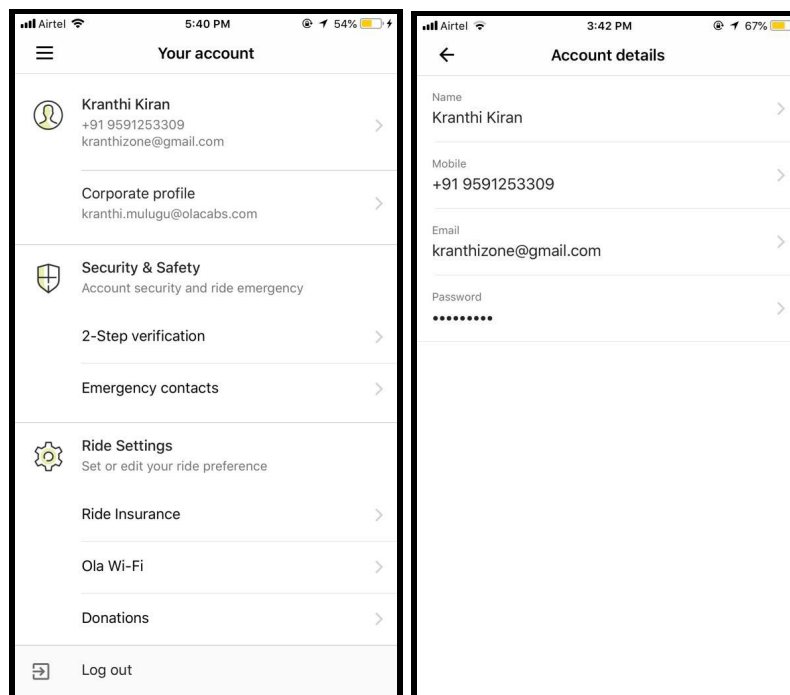 Airtel 5:40 PM 54%
Your account
Kranthi Kiran
+91 9591253309
kranthizone@gmail.com
Corporate profile
kranthi.mulugu@olacabs.com
Security & Safety
Account security and ride emergency
2-Step verification
Emergency contacts
Ride Settings
Set or edit your ride preference
Ride Insurance
Ola Wi-Fi
Donations
Log out
Airtel 3:42 PM 67%
Account details
Name
Kranthi Kiran
Mobile
+91 9591253309
Email
kranthizone@gmail.com
Password
•••••••••